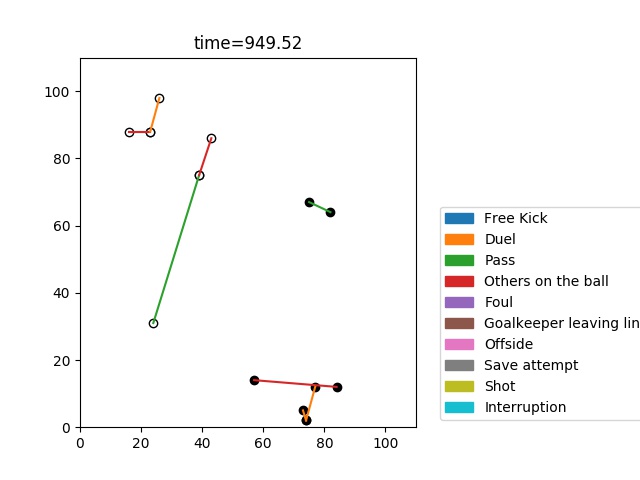 time=949.52
100
80
60
40
20
0
0 20 40 60 80 100
Free Kick
Duel
Pass
Others on the ball
Foul
Goalkeeper leaving lin
Offside
Save attempt
Shot
Interruption